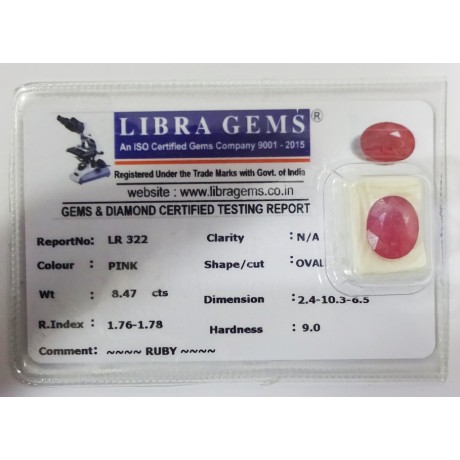 LIBRA GEMS ®
An ISO Certified Gems Company 9001 - 2015
Registered Under the Trade Marks with Govt. of India
website : www.libragems.co.in
GEMS & DIAMOND CERTIFIED TESTING REPORT
ReportNo: LR 322 Clarity : N/A
Colour : PINK Shape/cut : OVAL
Wt : 8.47 cts Dimension : 2.4-10.3-6.5
R.Index : 1.76-1.78 Hardness : 9.0
Comment: ~~~~ RUBY ~~~~